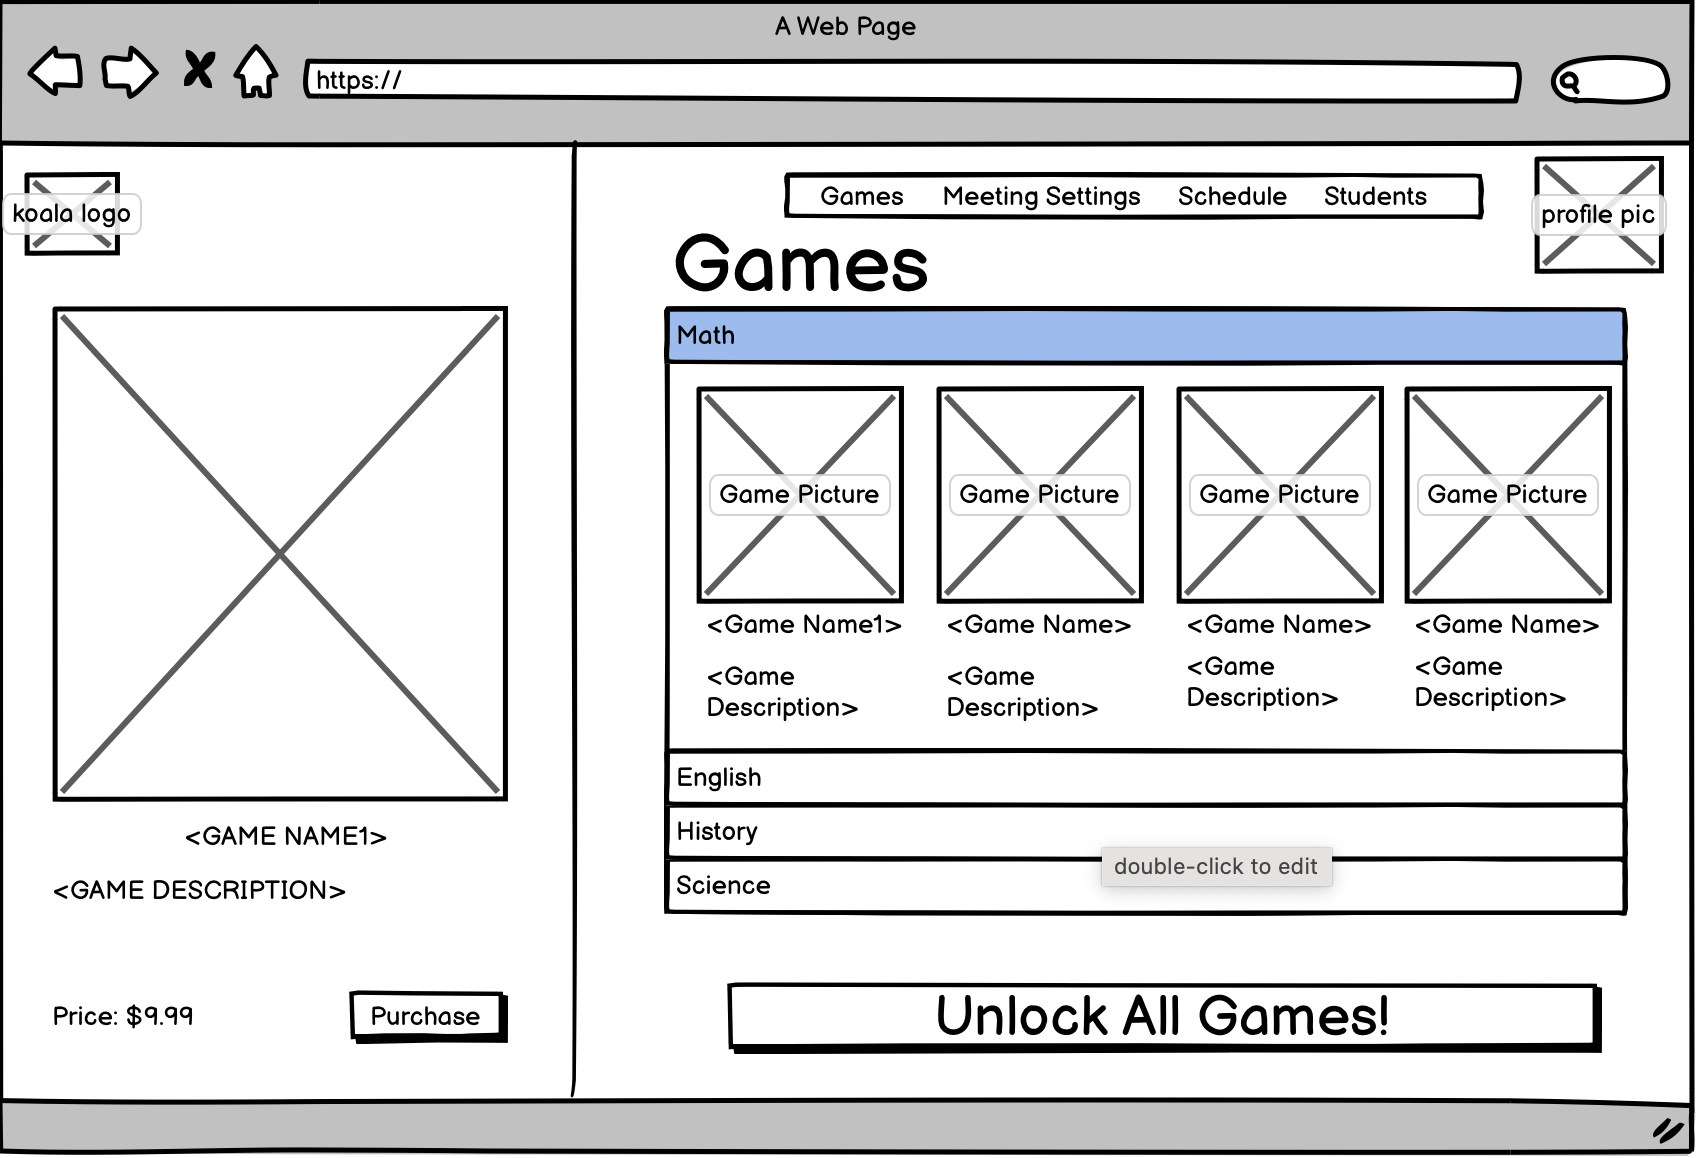 A Web Page
https://
koala logo
Games Meeting Settings Schedule Students
profile pic
Games
Math
Game Picture Game Picture Game Picture Game Picture
<Game Name1> <Game Name> <Game Name> <Game Name>
<Game <Game <Game <Game
Description> Description> Description> Description>
English
History
Science
double-click to edit
Unlock All Games!
<GAME NAME1>
<GAME DESCRIPTION>
Price: $9.99
Purchase